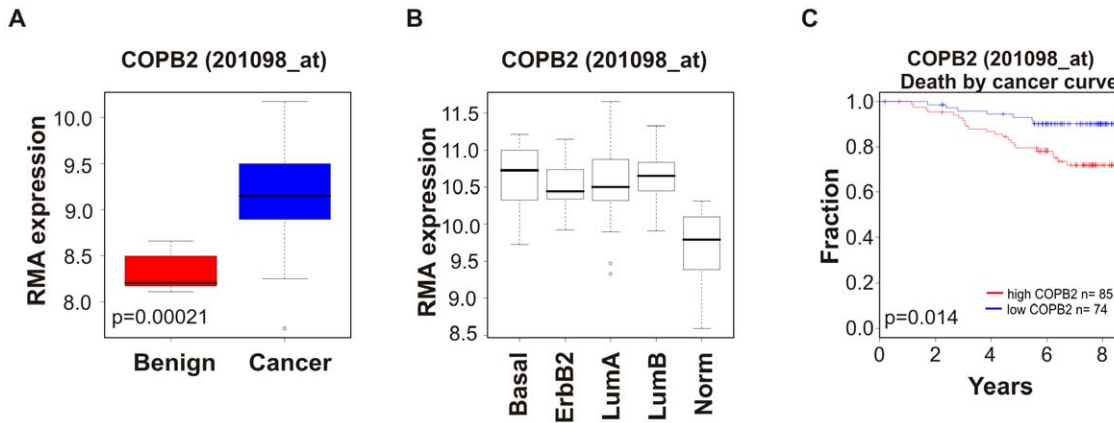 A
COPB2 (201098_at)
RMA expression
10.0
9.5
9.0
8.5
8.0
p=0.00021
Benign
Cancer
B
COPB2 (201098_at)
RMA expression
11.5
11.0
10.5
10.0
9.5
9.0
8.5
Basal
ErbB2
LumA
LumB
Norm
C
COPB2 (201098_at)
Death by cancer curve
Fraction
1.0
0.8
0.6
0.4
0.2
0.0
high COPB2 n= 85
low COPB2 n= 74
p=0.014
0 2 4 6 8
Years